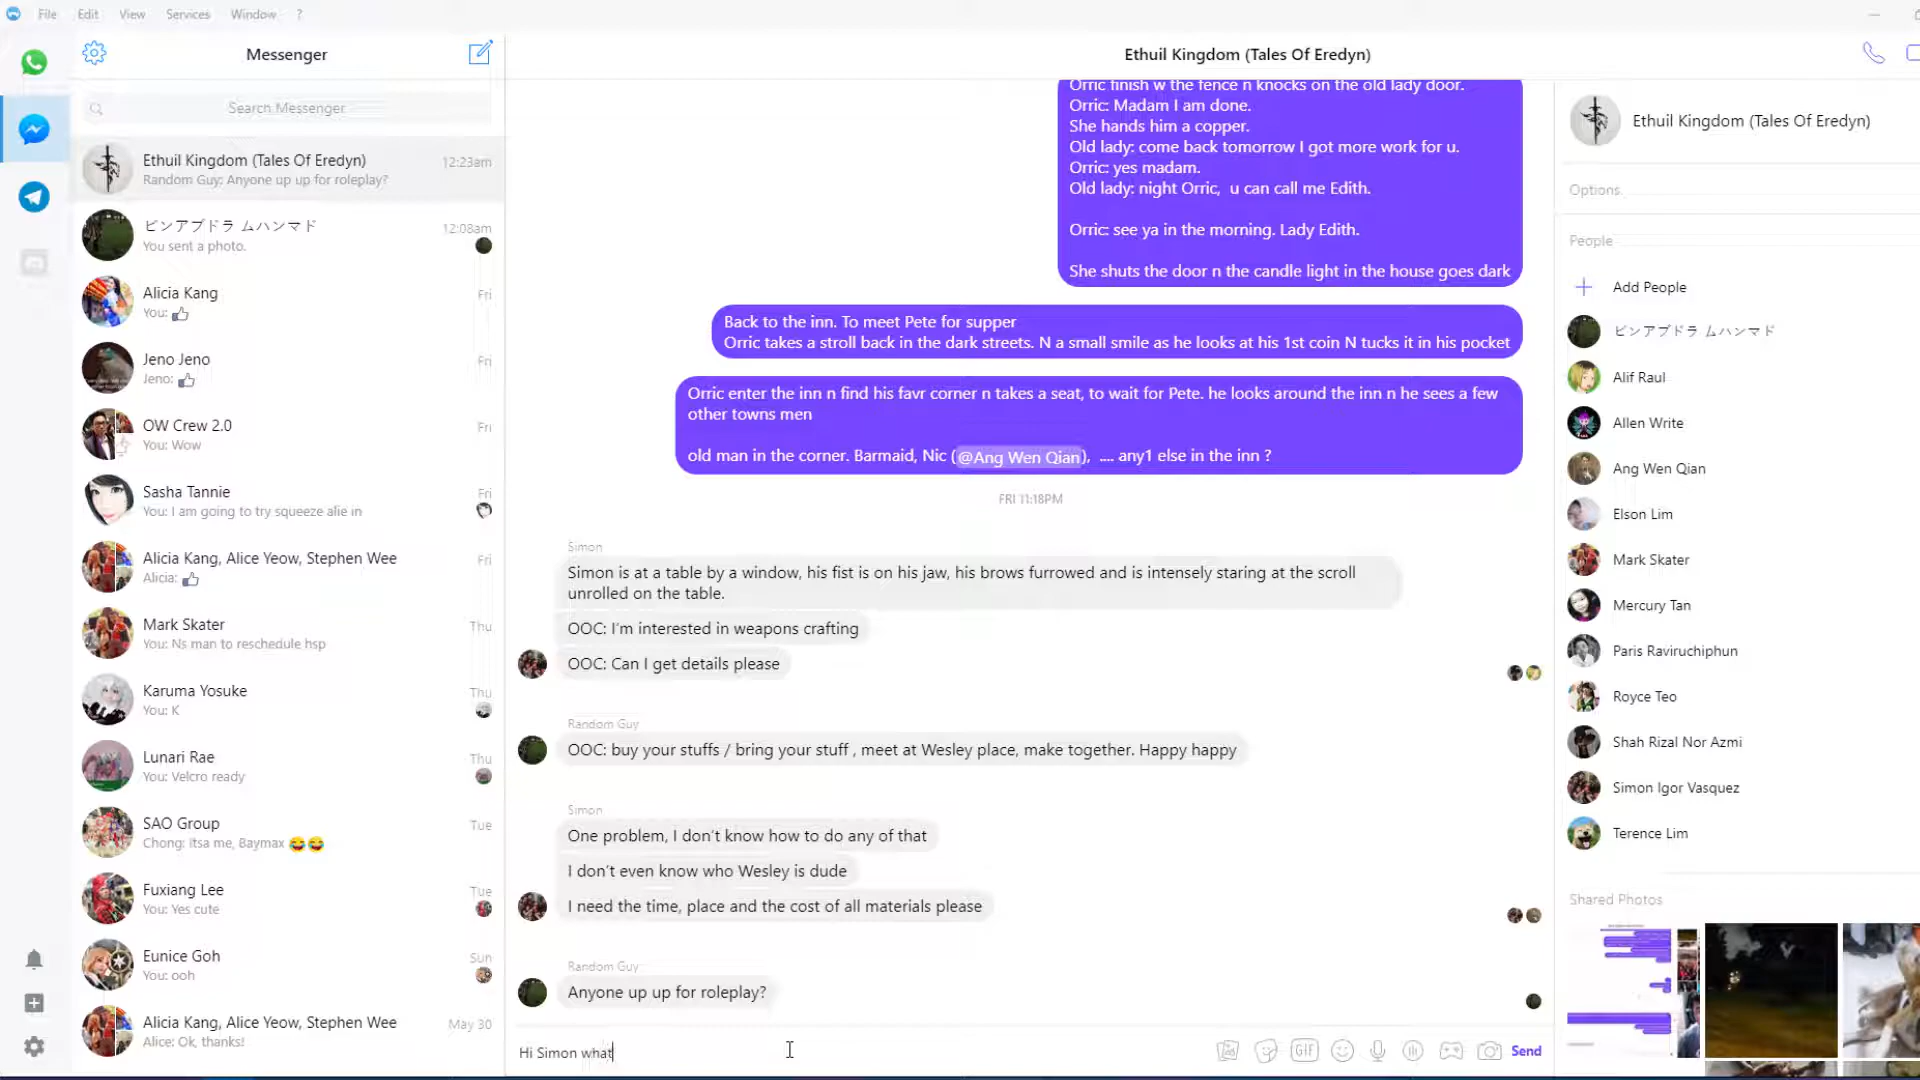 File Edit View Services Window ?
Messenger
Search Messenger
Ethuil Kingdom (Tales Of Eredyn) 12:23am
Random Guy: Anyone up up for roleplay?
ビンアブドラ ムハンマド 12:08am
You sent a photo.
Alicia Kang Fri
You:
Jeno Jeno Fri
Jeno:
OW Crew 2.0 Fri
You: Wow
Sasha Tannie Fri
You: I am going to try squeeze alie in
Alicia Kang, Alice Yeow, Stephen Wee Fri
Alicia:
Mark Skater Thu
You: Ns man to reschedule hsp
Karuma Yosuke Thu
You: K
Lunari Rae Thu
You: Velcro ready
SAO Group Tue
Chong: Itsa me, Baymax 😂😂
Fuxiang Lee Tue
You: Yes cute
Eunice Goh Sun
You: ooh
Alicia Kang, Alice Yeow, Stephen Wee May 30
Alice: Ok, thanks!
Ethuil Kingdom (Tales Of Eredyn)
Orric finish w the fence n knocks on the old lady door.
Orric: Madam I am done.
She hands him a copper.
Old lady: come back tomorrow I got more work for u.
Orric: yes madam.
Old lady: night Orric, u can call me Edith.
Orric: see ya in the morning. Lady Edith.
She shuts the door n the candle light in the house goes dark
Back to the inn. To meet Pete for supper
Orric takes a stroll back in the dark streets. N a small smile as he looks at his 1st coin N tucks it in his pocket
Orric enter the inn n find his favr corner n takes a seat, to wait for Pete. he looks around the inn n he sees a few
other towns men
old man in the corner. Barmaid, Nic (@Ang Wen Qian), .... any1 else in the inn ?
FRI 11:18PM
Simon
Simon is at a table by a window, his fist is on his jaw, his brows furrowed and is intensely staring at the scroll
unrolled on the table.
OOC: I'm interested in weapons crafting
OOC: Can I get details please
Random Guy
OOC: buy your stuffs / bring your stuff , meet at Wesley place, make together. Happy happy
Simon
One problem, I don't know how to do any of that
I don't even know who Wesley is dude
I need the time, place and the cost of all materials please
Random Guy
Anyone up up for roleplay?
Hi Simon what
GIF
Send
Ethuil Kingdom (Tales Of Eredyn)
Options
People
Add People
ビンアブドラ ムハンマド
Alif Raul
Allen Write
Ang Wen Qian
Elson Lim
Mark Skater
Mercury Tan
Paris Raviruchiphun
Royce Teo
Shah Rizal Nor Azmi
Simon Igor Vasquez
Terence Lim
Shared Photos